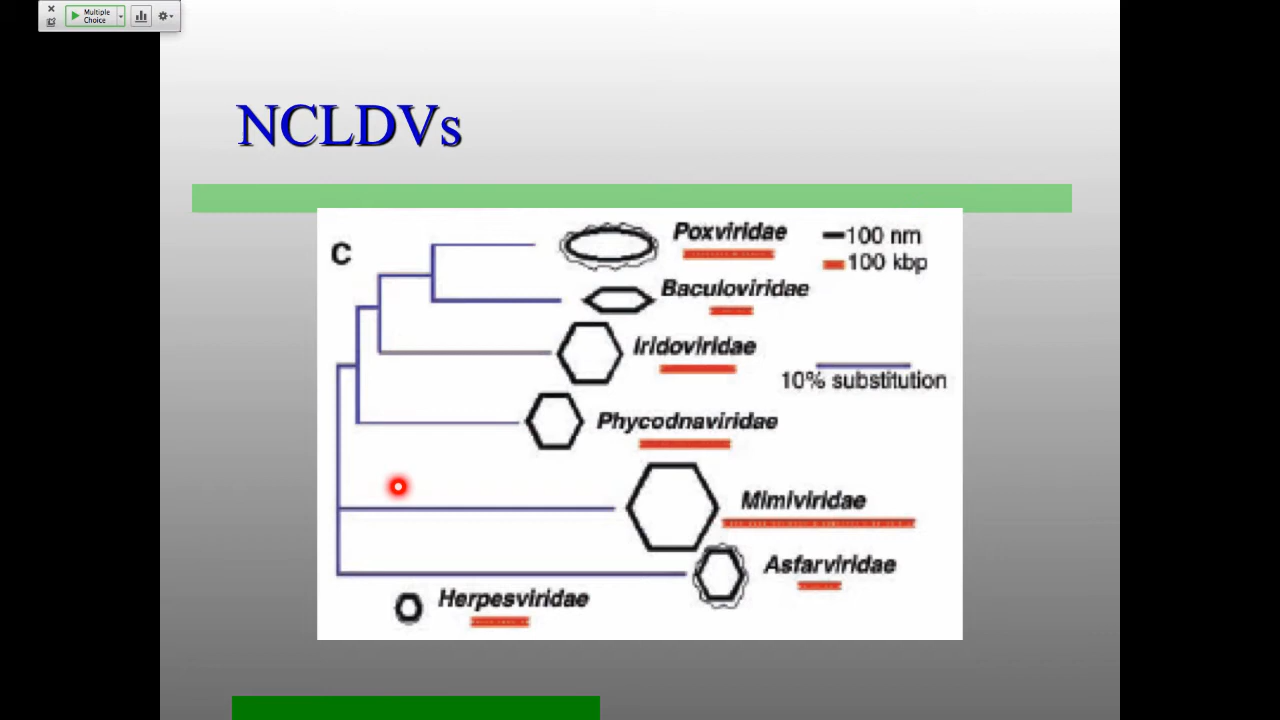 Multiple
Choice
NCLDVs
C
Poxviridae
100 nm
100 kbp
Baculoviridae
Iridoviridae
10% substitution
Phycodnaviridae
Mimiviridae
Asfarviridae
Herpesviridae